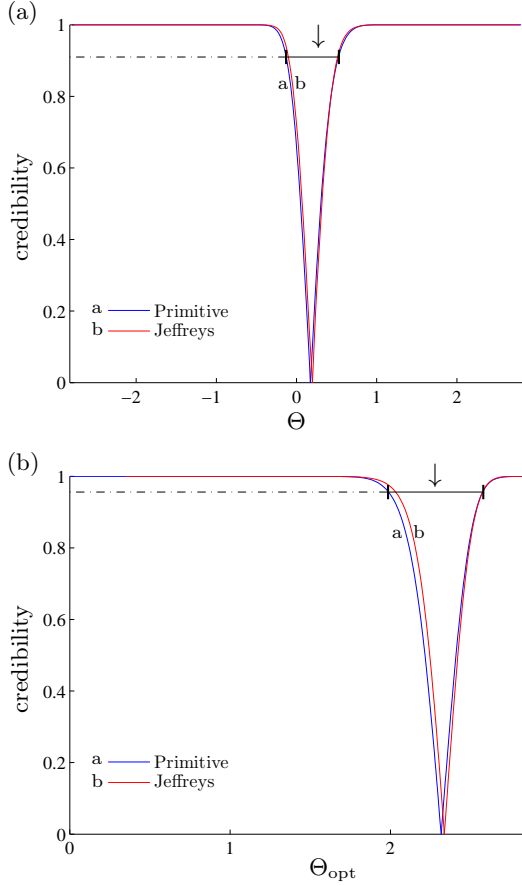 (a)
1
0.8
0.6
0.4
0.2
0
credibility
↓
a b
a Primitive
b Jeffreys
−2 −1 0 1 2
Θ
(b)
1
0.8
0.6
0.4
0.2
0
credibility
↓
a b
a Primitive
b Jeffreys
0 1 2
Θopt